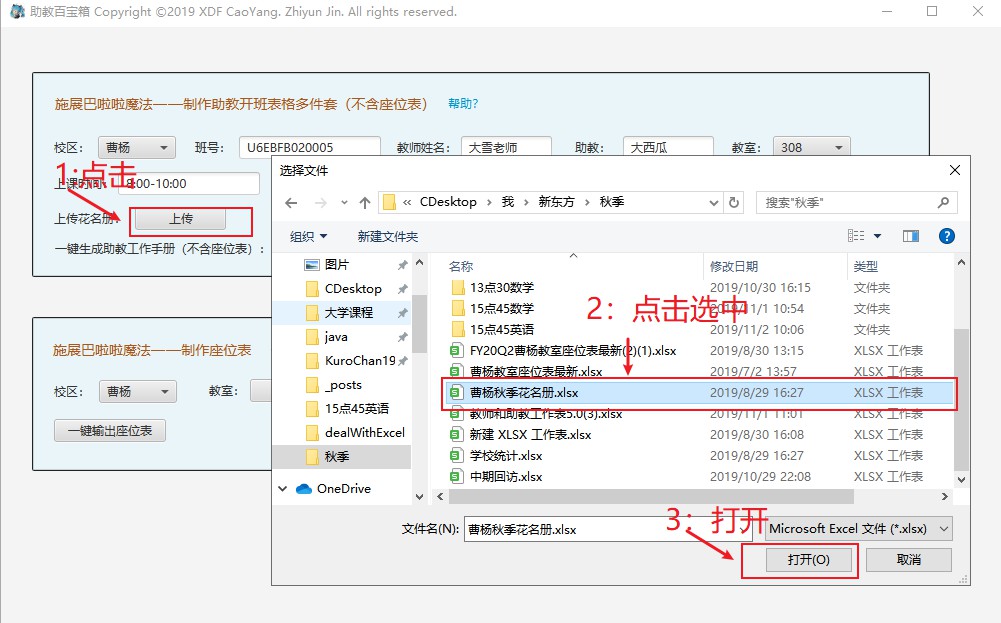 助教百宝箱 Copyright ©2019 XDF CaoYang. Zhiyun Jin. All rights reserved.
施展巴啦啦魔法——制作助教开班表格多件套（不含座位表） 帮助?
校区： 曹杨 班号： U6EBFB020005 教师姓名： 大雪老师 助教： 大西瓜 教室： 308
1:点击
上课时间： 8:00-10:00
上传花名册： 上传
一键生成助教工作手册（不含座位表）：
施展巴啦啦魔法——制作座位表
校区： 曹杨 教室：
一键输出座位表
选择文件
« CDesktop › 我 › 新东方 › 秋季
搜索"秋季"
组织 新建文件夹
图片
CDesktop
大学课程
java
KuroChan19
_posts
15点45英语
dealWithExcel
秋季
OneDrive
名称 修改日期 类型
13点30数学 2019/10/30 16:15 文件夹
15点45数学 2019/11/1 10:54 文件夹
15点45英语 2019/11/2 10:06 文件夹
2：点击选中
FY20Q2曹杨教室座位表最新(2)(1).xlsx 2019/8/30 13:15 XLSX 工作表
曹杨教室座位表最新.xlsx 2019/7/2 13:57 XLSX 工作表
曹杨秋季花名册.xlsx 2019/8/29 16:27 XLSX 工作表
教师和助教工作表5.0(3).xlsx 2019/11/1 11:01 XLSX 工作表
新建 XLSX 工作表.xlsx 2019/8/30 16:08 XLSX 工作表
学校统计.xlsx 2019/8/29 16:27 XLSX 工作表
中期回访.xlsx 2019/10/29 22:08 XLSX 工作表
3：打开
文件名(N): 曹杨秋季花名册.xlsx Microsoft Excel 文件 (*.xlsx)
打开(O) 取消